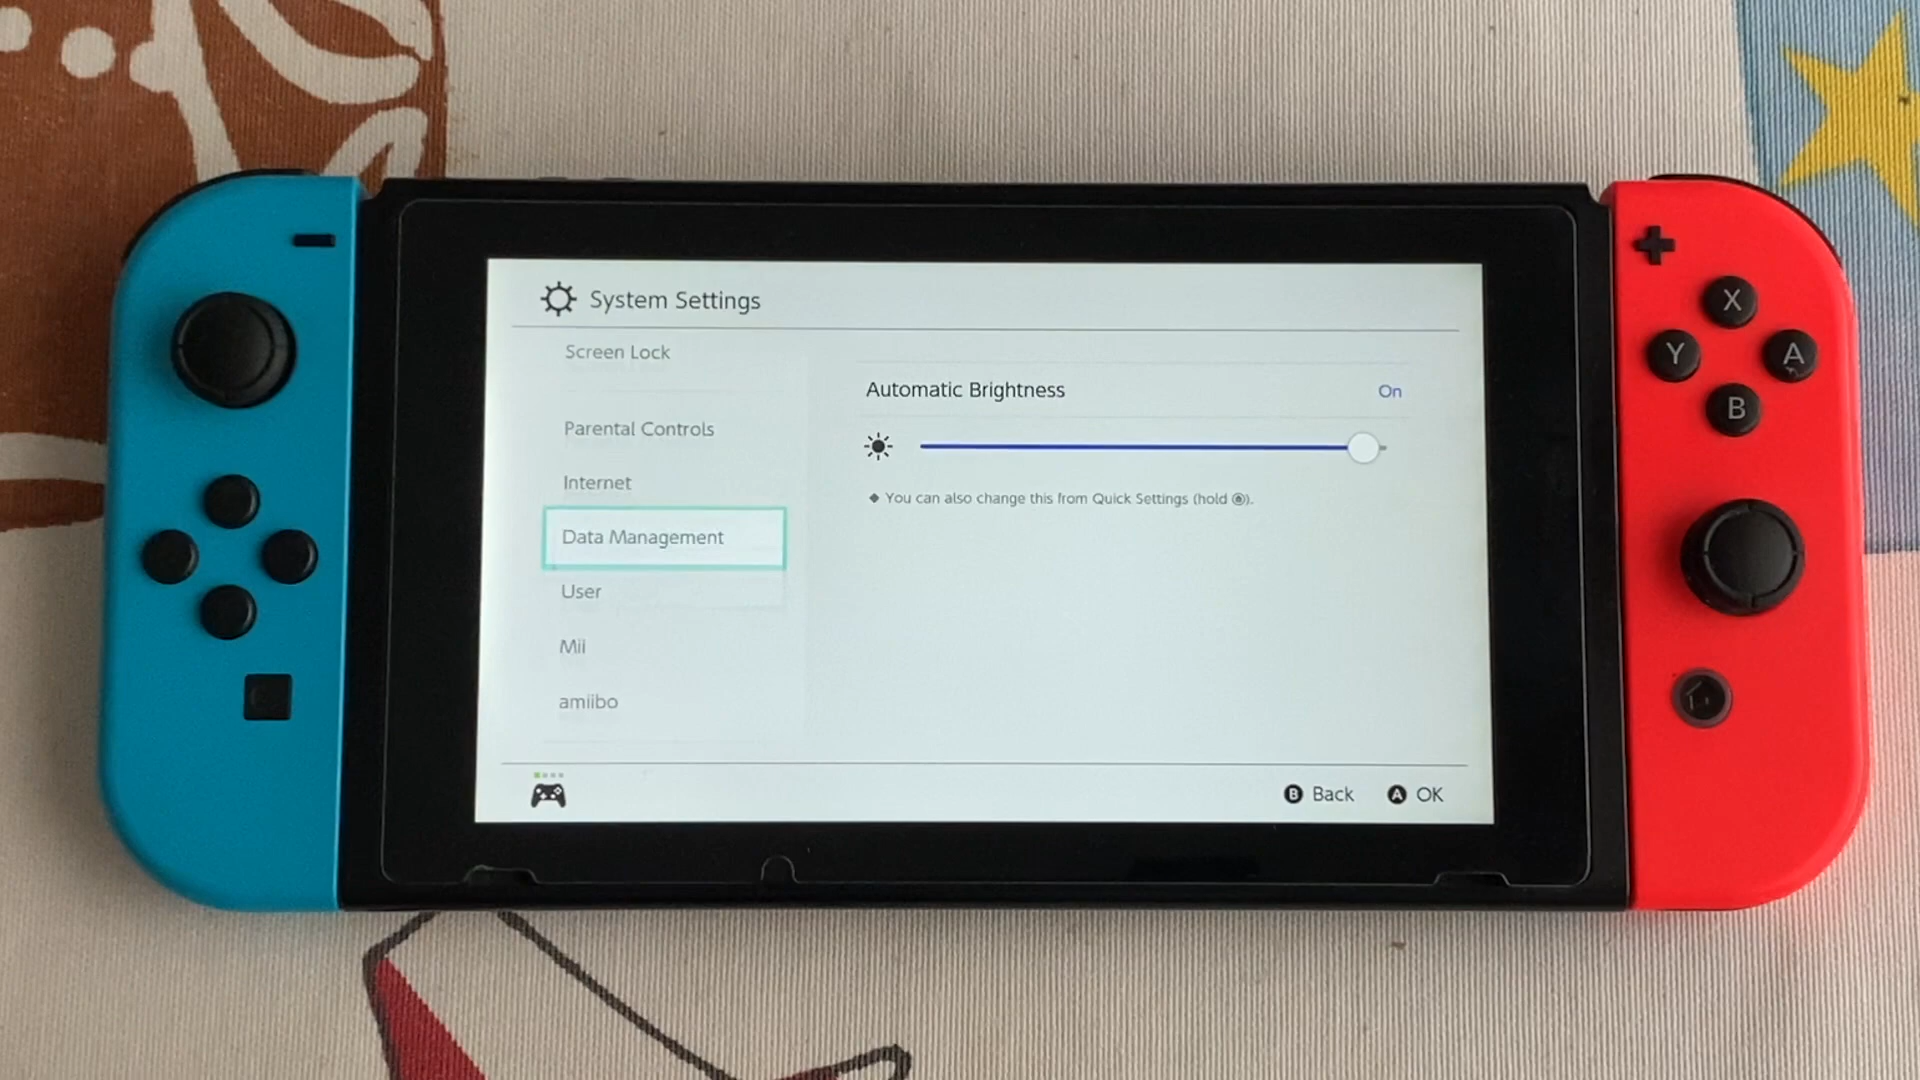 System Settings
Screen Lock
Parental Controls
Internet
Data Management
User
Mii
amiibo
Automatic Brightness On
◆ You can also change this from Quick Settings (hold ).
B Back A OK
X
Y A
B